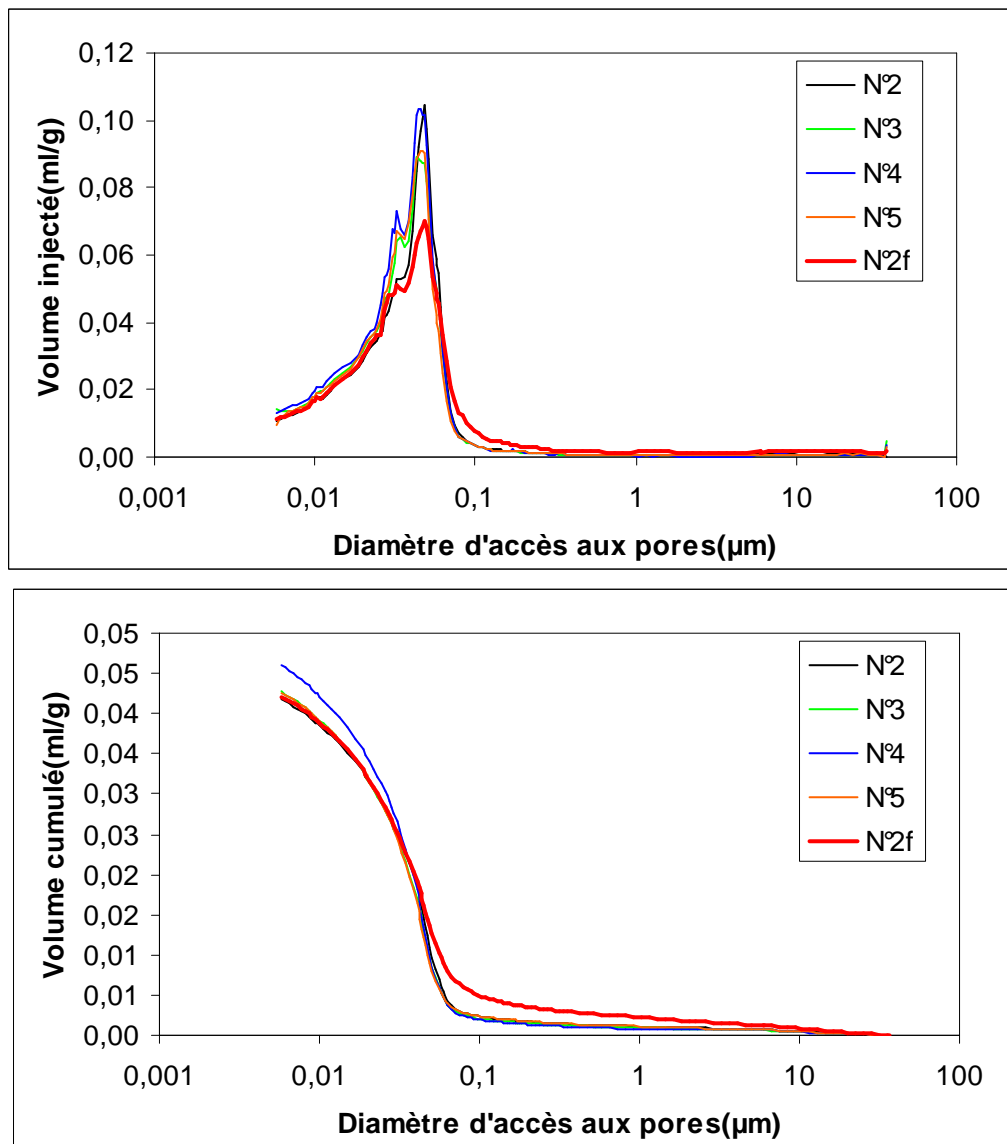 0,12
0,10
0,08
0,06
0,04
0,02
0,00
Volume injecté(ml/g)
0,001
0,01
0,1
1
10
100
Diamètre d'accès aux pores(µm)
N°2
N°3
N°4
N°5
N°2f
0,05
0,05
0,04
0,04
0,03
0,03
0,02
0,02
0,01
0,01
0,00
Volume cumulé(ml/g)
0,001
0,01
0,1
1
10
100
Diamètre d'accès aux pores(µm)
N°2
N°3
N°4
N°5
N°2f